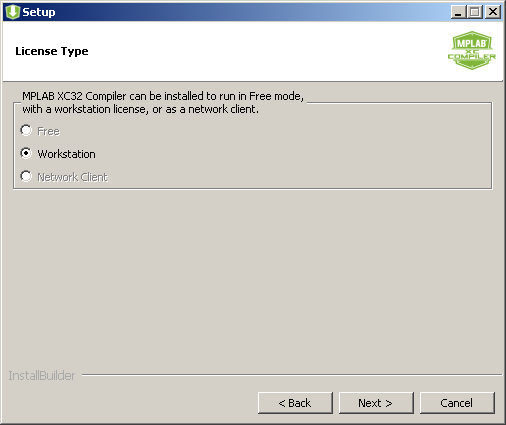 Setup
License Type
MPLAB®
XC
COMPILER
MPLAB XC32 Compiler can be installed to run in Free mode,
with a workstation license, or as a network client.
Free
Workstation
Network Client
InstallBuilder
< Back
Next >
Cancel